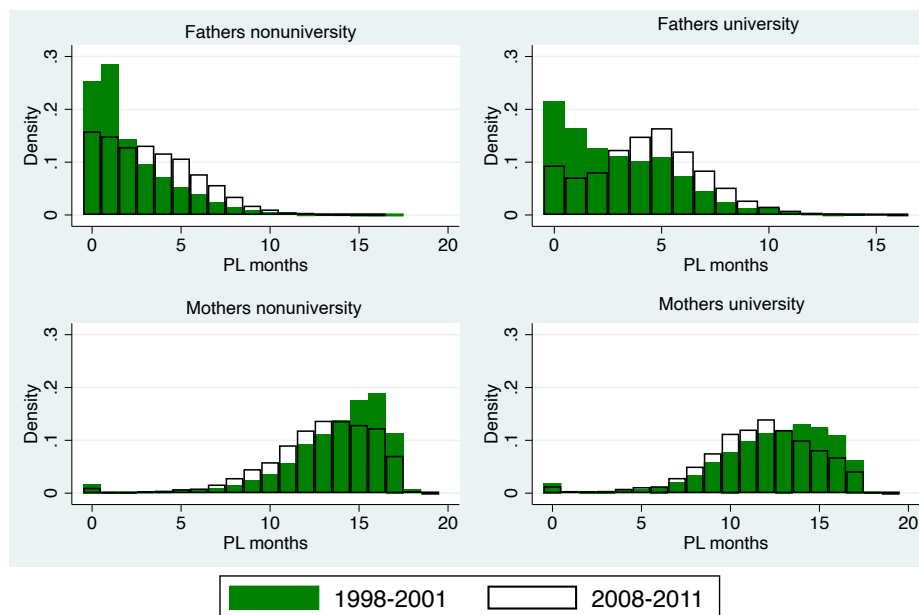 Fathers nonuniversity
Density
0 .1 .2 .3
0 5 10 15 20
PL months
Fathers university
Density
0 .1 .2 .3
0 5 10 15
PL months
Mothers nonuniversity
Density
0 .1 .2 .3
0 5 10 15 20
PL months
Mothers university
Density
0 .1 .2 .3
0 5 10 15 20
PL months
1998-2001 2008-2011